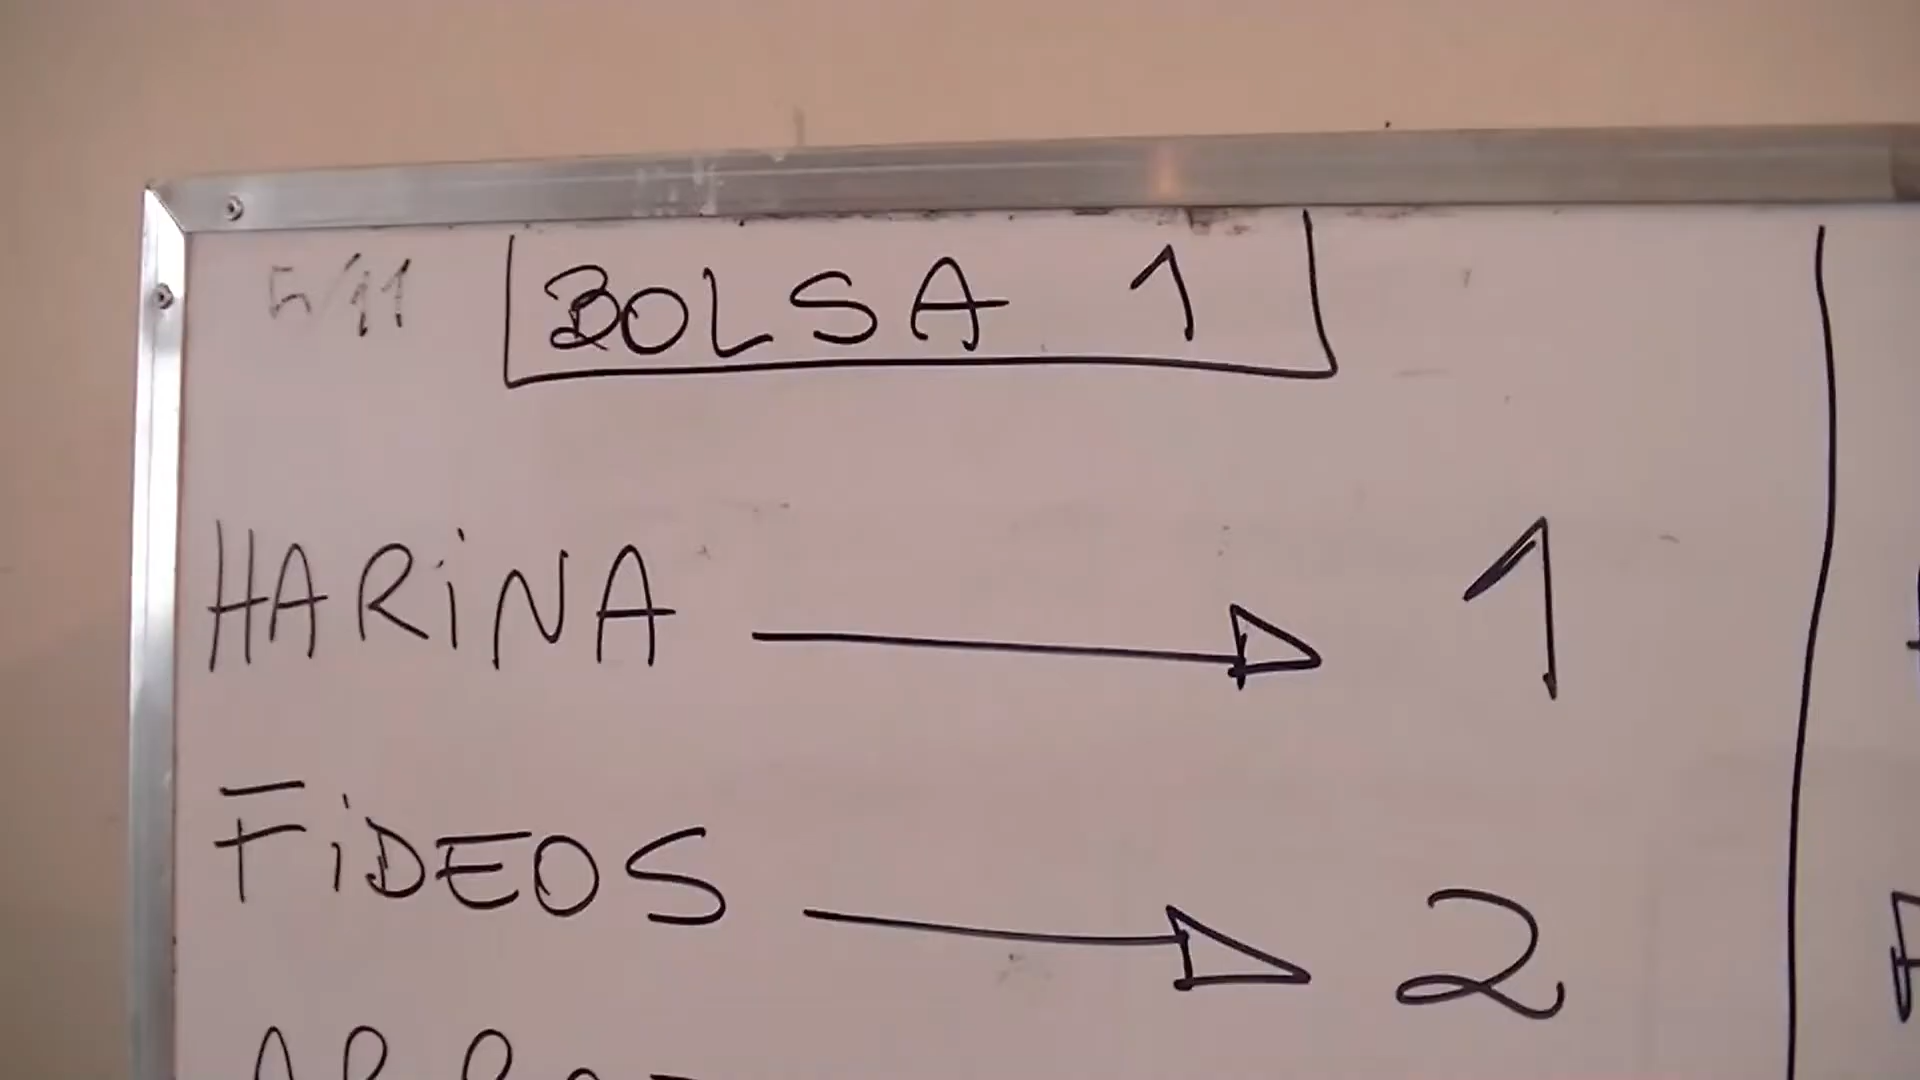 5/11
BOLSA 1
HARiNA → 1
FiDEOS → 2